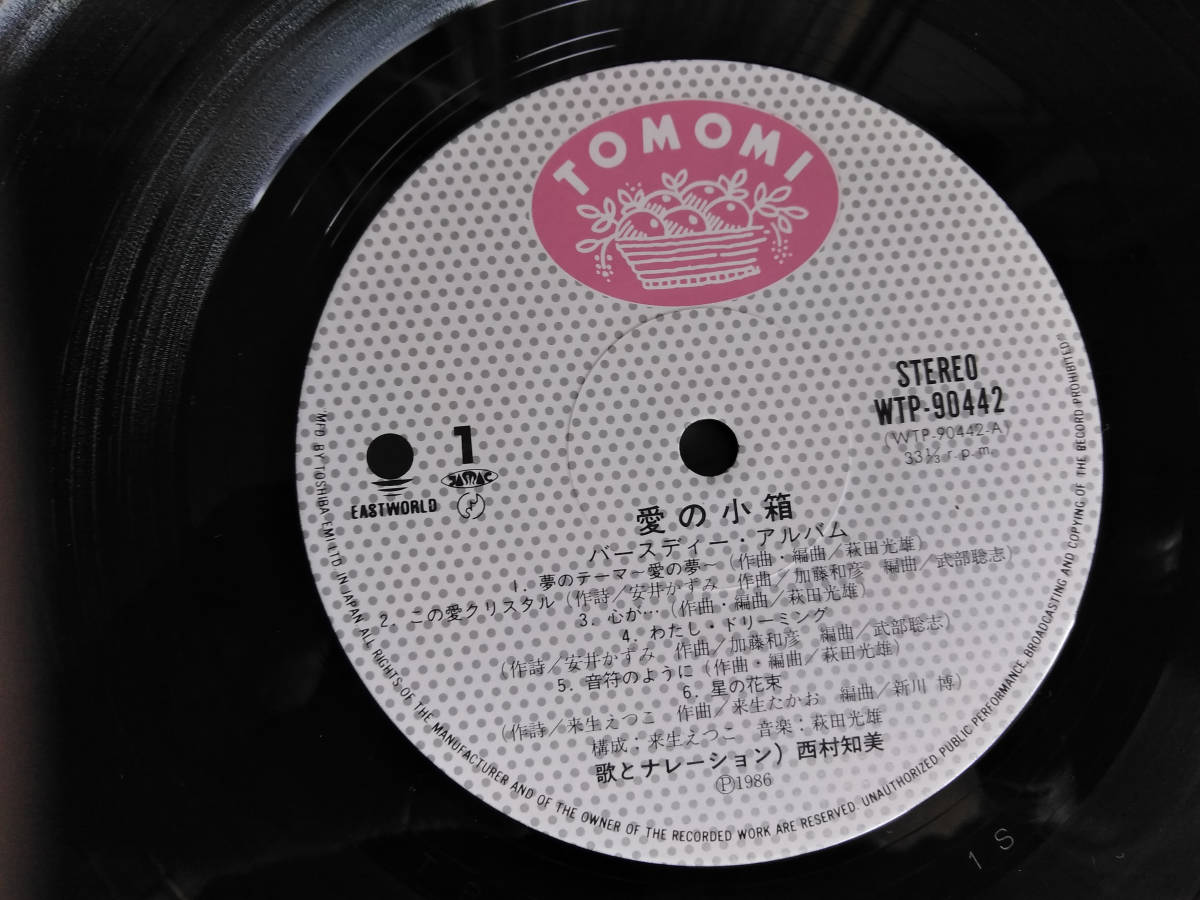 TOMOMI
STEREO
WTP-90442
(WTP-90442-A)
33⅓ r.p.m.
1
JASRAC
EASTWORLD
愛の小箱
バースディー・アルバム
1. 夢のテーマ〜愛の夢〜(作曲・編曲/萩田光雄)
2. この愛クリスタル(作詩/安井かずみ 作曲/加藤和彦 編曲/武部聡志)
3. 心が…(作曲・編曲/萩田光雄)
4. わたし・ドリーミング
(作詩/安井かずみ 作曲/加藤和彦 編曲/武部聡志)
5. 音符のように(作曲・編曲/萩田光雄)
6. 星の花束
(作詩/来生えつこ 作曲/来生たかお 編曲/新川 博)
構成:来生えつこ 音楽:萩田光雄
歌とナレーション) 西村知美
Ⓟ1986
MFD BY TOSHIBA EMI LTD IN JAPAN ALL RIGHTS OF THE MANUFACTURER AND OF THE OWNER OF THE RECORDED WORK ARE RESERVED. UNAUTHORIZED PUBLIC PERFORMANCE, BROADCASTING AND COPYING OF THE RECORD PROHIBITED
1 S